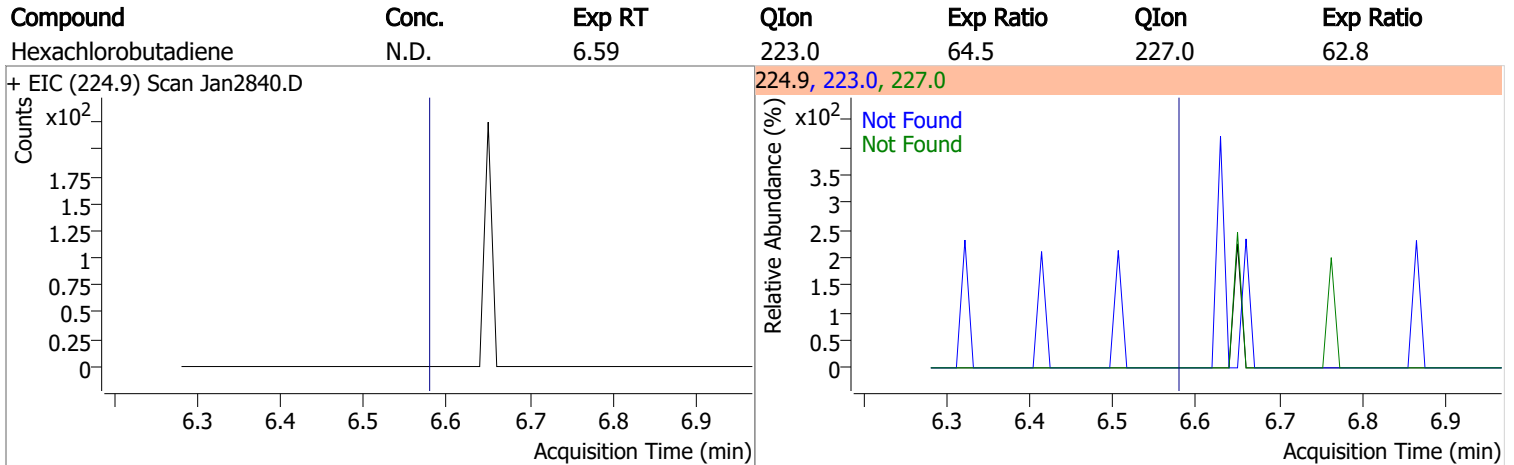 Compound Conc. Exp RT QIon Exp Ratio QIon Exp Ratio
Hexachlorobutadiene N.D. 6.59 223.0 64.5 227.0 62.8
+ EIC (224.9) Scan Jan2840.D
Counts
x10²
1.75
1.5
1.25
1
0.75
0.5
0.25
0
6.3 6.4 6.5 6.6 6.7 6.8 6.9
Acquisition Time (min)
224.9, 223.0, 227.0
Relative Abundance (%)
x10²
Not Found
Not Found
3.5
3
2.5
2
1.5
1
0.5
0
6.3 6.4 6.5 6.6 6.7 6.8 6.9
Acquisition Time (min)